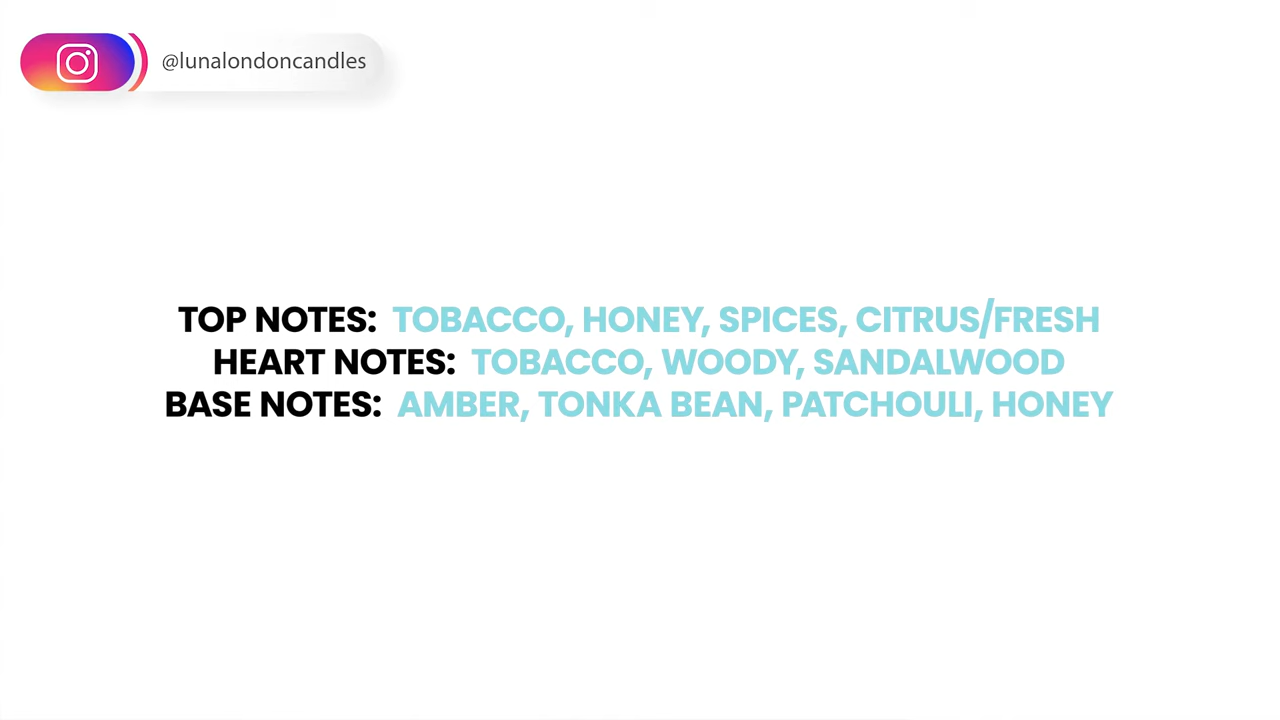 @lunalondoncandles
TOP NOTES: TOBACCO, HONEY, SPICES, CITRUS/FRESH
HEART NOTES: TOBACCO, WOODY, SANDALWOOD
BASE NOTES: AMBER, TONKA BEAN, PATCHOULI, HONEY